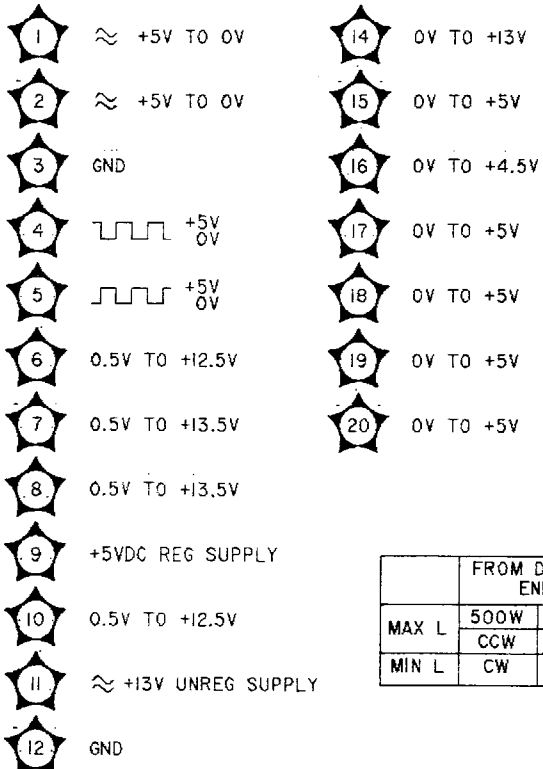 1 ≈ +5V TO 0V
2 ≈ +5V TO 0V
3 GND
4 +5V
0V
5 +5V
0V
6 0.5V TO +12.5V
7 0.5V TO +13.5V
8 0.5V TO +13.5V
9 +5VDC REG SUPPLY
10 0.5V TO +12.5V
11 ≈ +13V UNREG SUPPLY
12 GND
14 0V TO +13V
15 0V TO +5V
16 0V TO +4.5V
17 0V TO +5V
18 0V TO +5V
19 0V TO +5V
20 0V TO +5V
FROM
MAX L 500W
CCW
MIN L CW